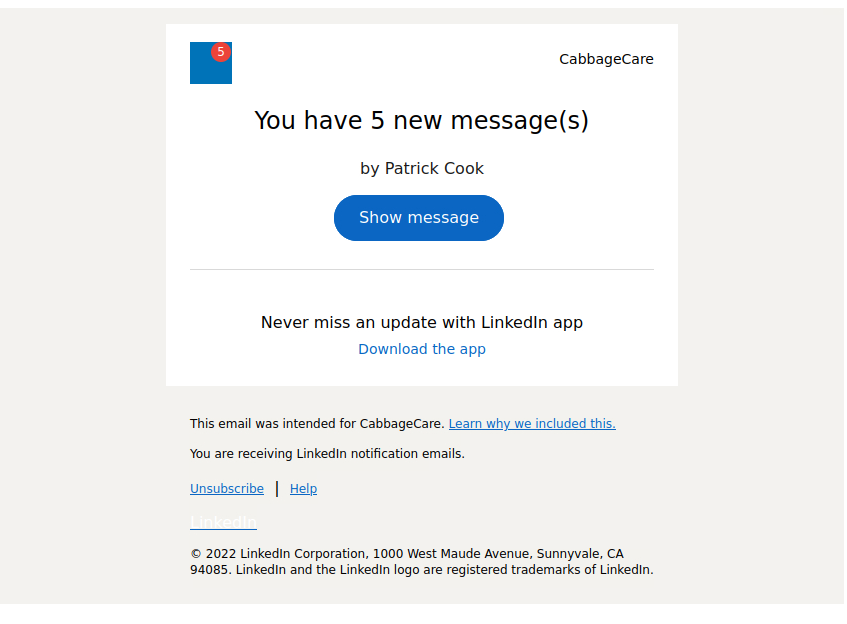 5
CabbageCare
You have 5 new message(s)
by Patrick Cook
Show message
Never miss an update with LinkedIn app
Download the app
This email was intended for CabbageCare. Learn why we included this.
You are receiving LinkedIn notification emails.
Unsubscribe | Help
LinkedIn
© 2022 LinkedIn Corporation, 1000 West Maude Avenue, Sunnyvale, CA
94085. LinkedIn and the LinkedIn logo are registered trademarks of LinkedIn.